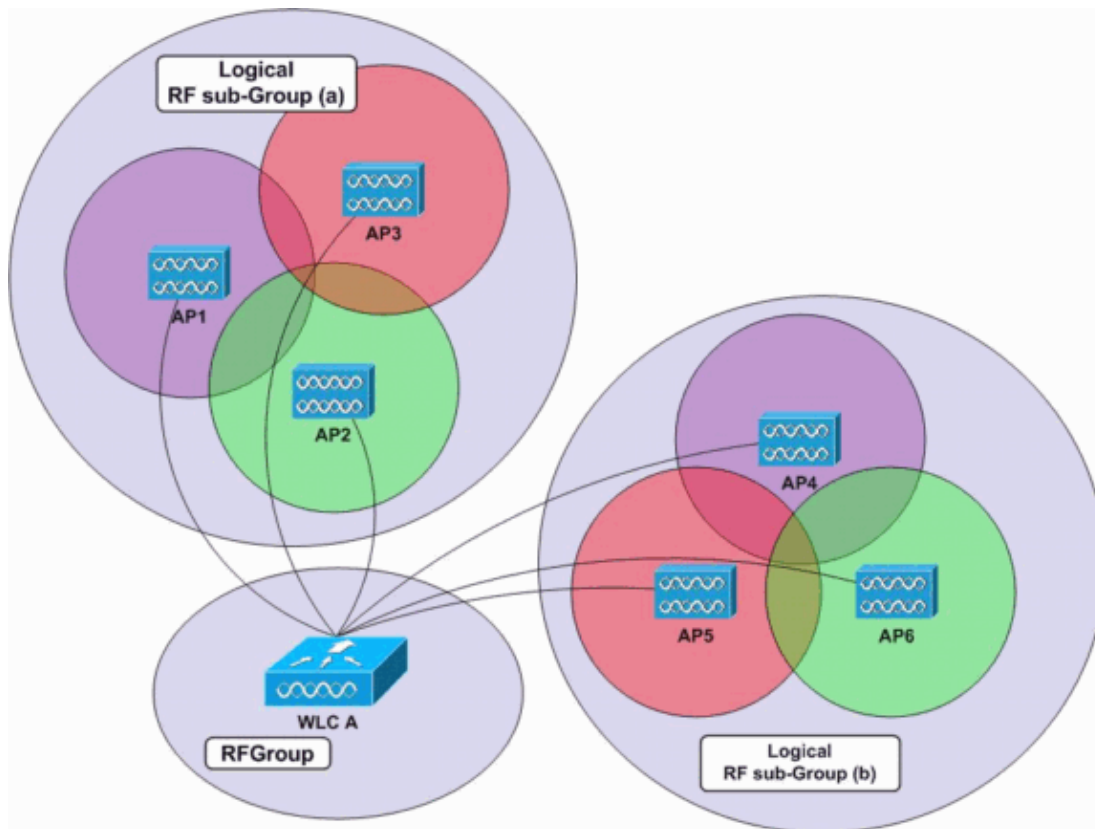 Logical
RF sub-Group (a)
AP3
AP1
AP2
AP4
AP5
AP6
WLC A
RFGroup
Logical
RF sub-Group (b)